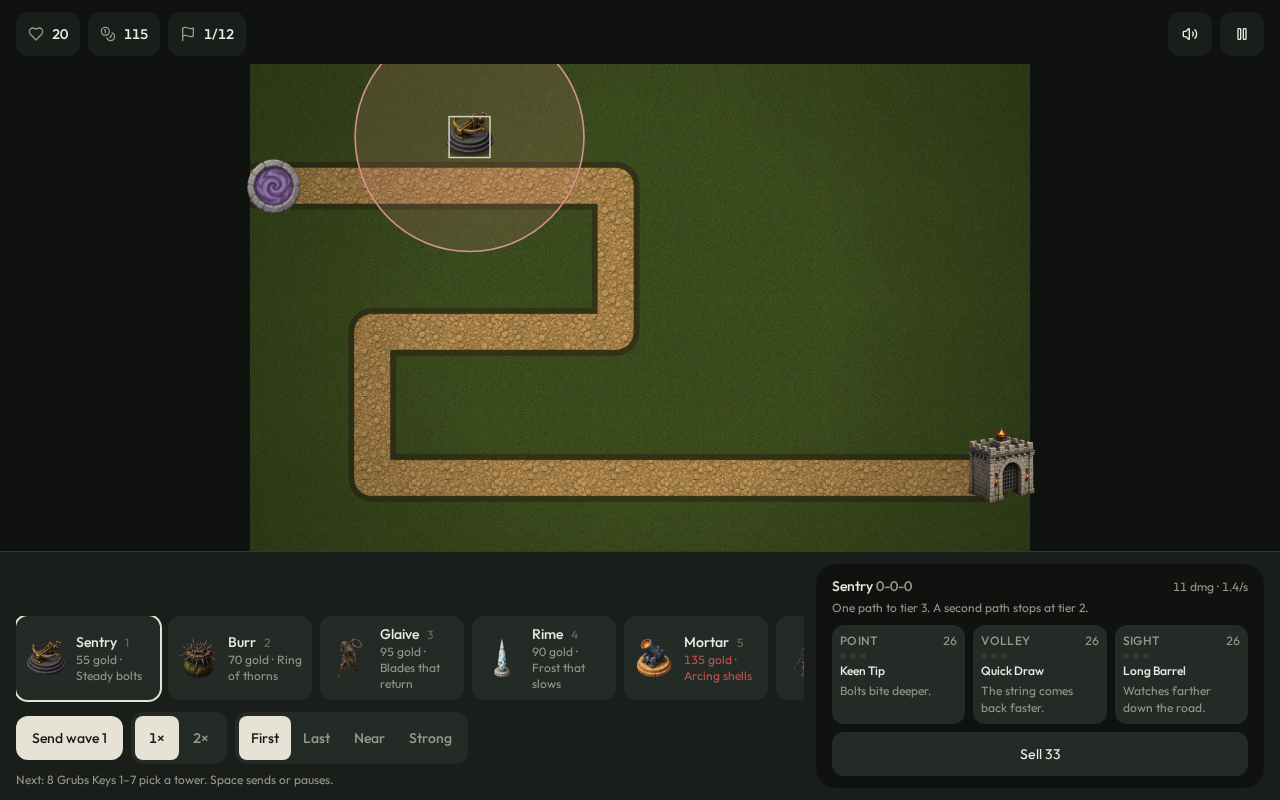 20
115
1/12
Sentry 1
55 gold ·
Steady bolts
Burr 2
70 gold · Ring
of thorns
Glaive 3
95 gold ·
Blades that
return
Rime 4
90 gold ·
Frost that
slows
Mortar 5
135 gold ·
Arcing shells
Send wave 1
1×
2×
First
Last
Near
Strong
Next: 8 Grubs Keys 1–7 pick a tower. Space sends or pauses.
Sentry 0-0-0
11 dmg · 1.4/s
One path to tier 3. A second path stops at tier 2.
POINT 26
Keen Tip
Bolts bite deeper.
VOLLEY 26
Quick Draw
The string comes
back faster.
SIGHT 26
Long Barrel
Watches farther
down the road.
Sell 33